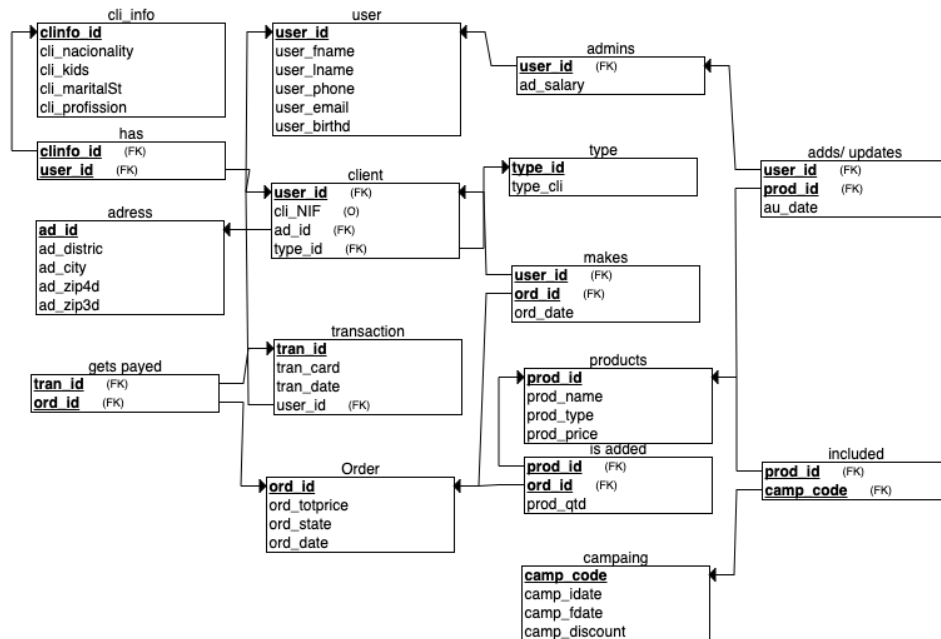 cli_info
clinfo_id
cli_nacionality
cli_kids
cli_maritalSt
cli_profission
has
clinfo_id (FK)
user_id (FK)
adress
ad_id
ad_distric
ad_city
ad_zip4d
ad_zip3d
gets payed
tran_id (FK)
ord_id (FK)
user
user_id
user_fname
user_lname
user_phone
user_email
user_birthd
client
user_id (FK)
cli_NIF (O)
ad_id (FK)
type_id (FK)
transaction
tran_id
tran_card
tran_date
user_id (FK)
Order
ord_id
ord_totprice
ord_state
ord_date
admins
user_id (FK)
ad_salary
type
type_id
type_cli
makes
user_id (FK)
ord_id (FK)
ord_date
products
prod_id
prod_name
prod_type
prod_price
is added
prod_id (FK)
ord_id (FK)
prod_qtd
campaing
camp_code
camp_idate
camp_fdate
camp_discount
adds/ updates
user_id (FK)
prod_id (FK)
au_date
included
prod_id (FK)
camp_code (FK)